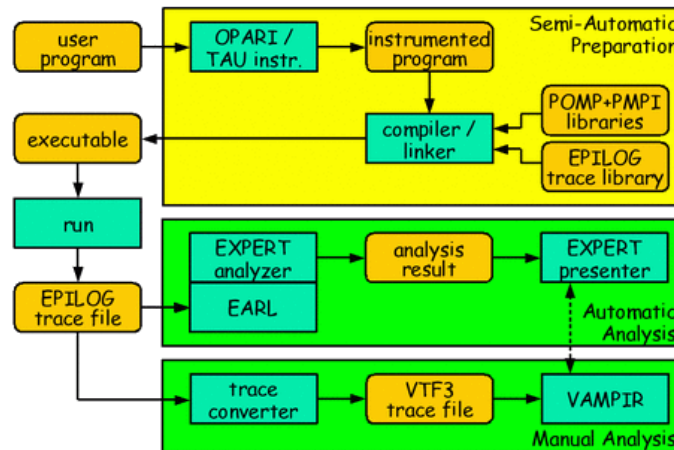 user
program
OPARI /
TAU instr.
instrumented
program
Semi-Automatic
Preparation
POMP+PMPI
libraries
executable
compiler /
linker
EPILOG
trace library
run
EXPERT
analyzer
analysis
result
EXPERT
presenter
EPILOG
trace file
EARL
Automatic
Analysis
trace
converter
VTF3
trace file
VAMPIR
Manual Analysis